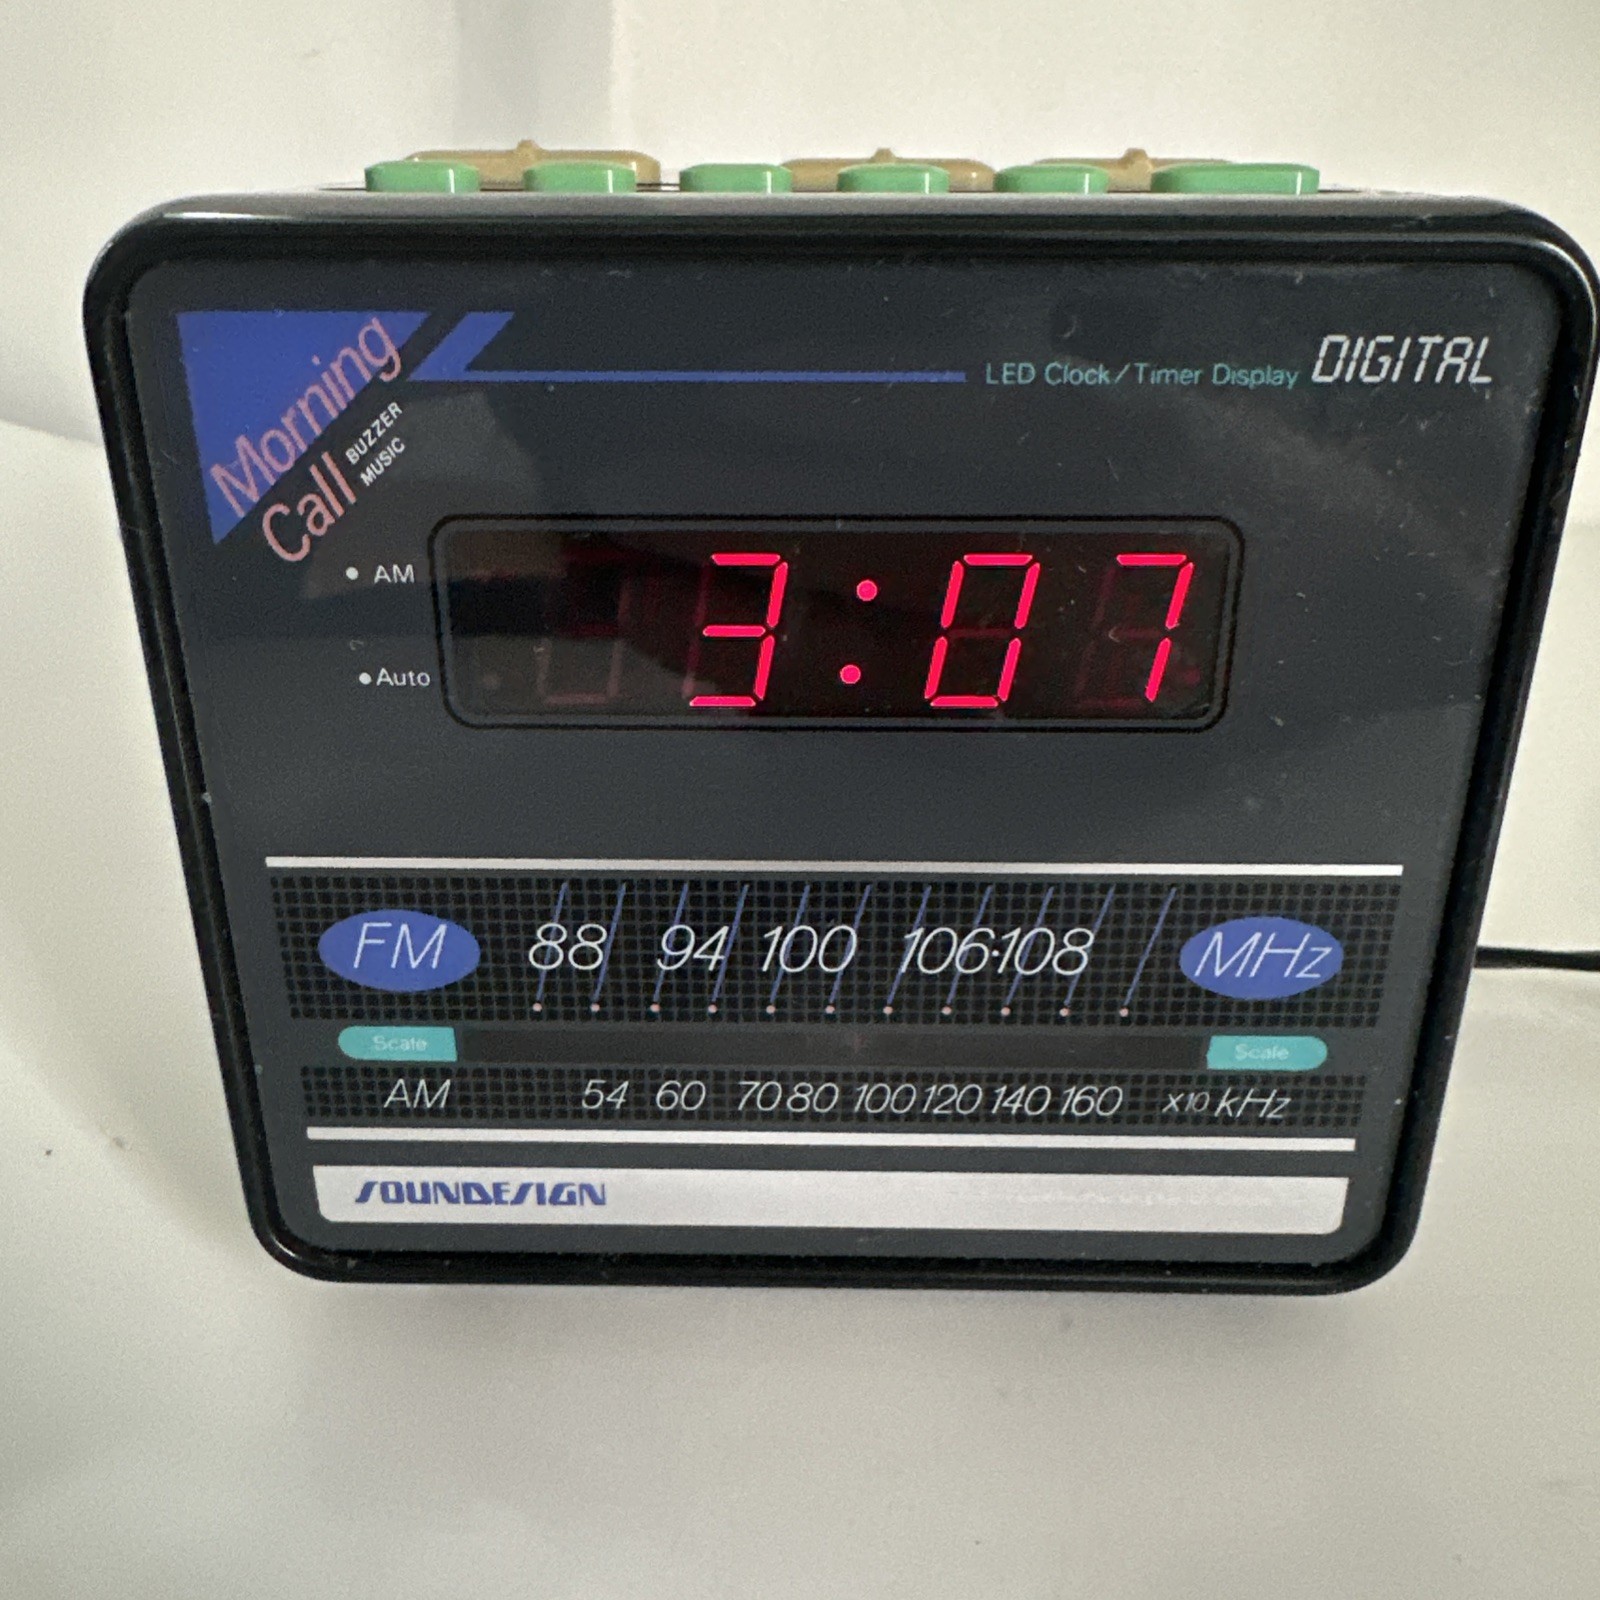 Morning
Call
BUZZER
MUSIC
LED Clock/Timer Display DIGITAL
AM
Auto
3:07
FM 88 94 100 106•108 MHz
Scale Scale
AM 54 60 70 80 100 120 140 160 x10 kHz
SOUNDESIGN